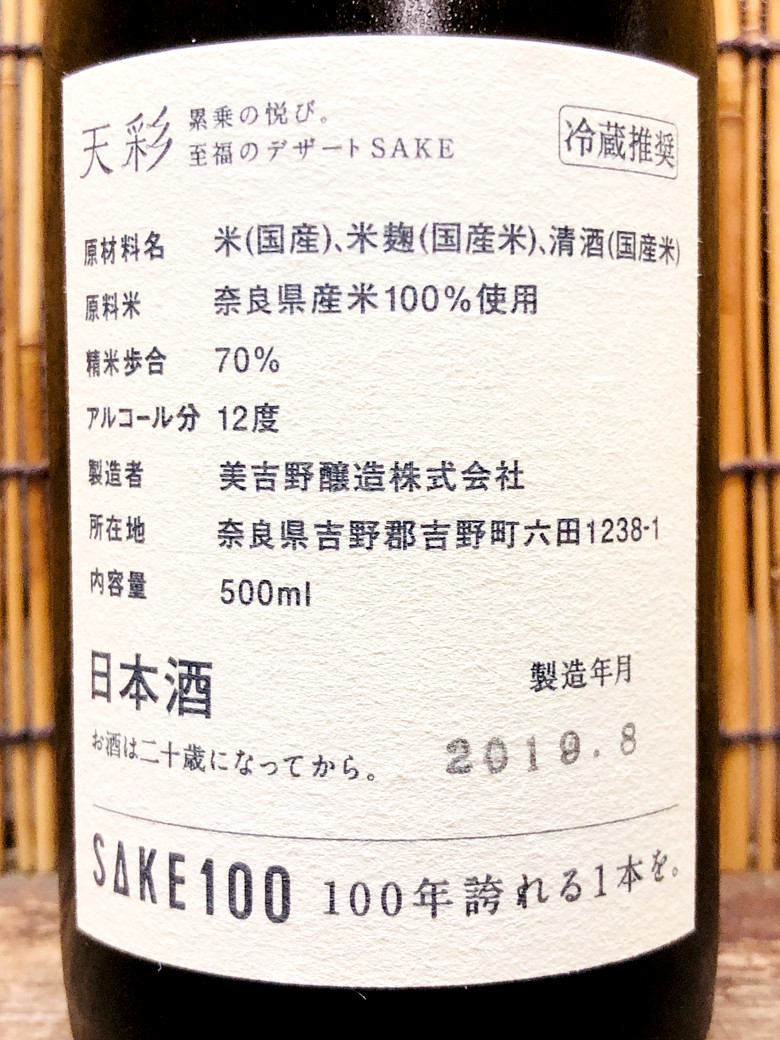 天彩
累乗の悦び。
至福のデザートSAKE
冷蔵推奨
原材料名 米(国産)、米麹(国産米)、清酒(国産米)
原料米 奈良県産米100%使用
精米歩合 70%
アルコール分 12度
製造者 美吉野醸造株式会社
所在地 奈良県吉野郡吉野町六田1238-1
内容量 500ml
日本酒
製造年月
お酒は二十歳になってから。
2019.8
SAKE100 100年誇れる1本を。